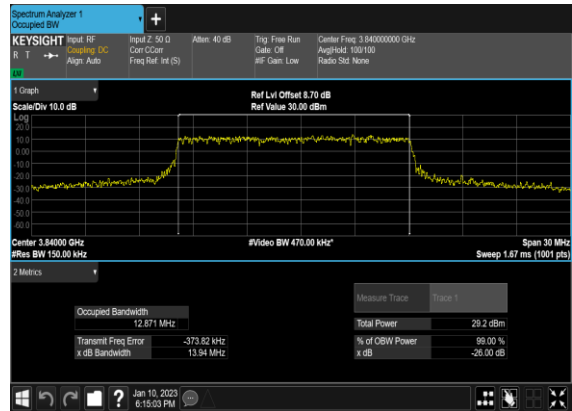 Spectrum Analyzer 1
Occupied BW
+
KEYSIGHT
R T
LXI
Input: RF
Coupling: DC
Align: Auto
Input Z: 50 Ω
Corr CCorr
Freq Ref: Int (S)
Atten: 40 dB
Trig: Free Run
Gate: Off
#IF Gain: Low
Center Freq: 3.840000000 GHz
Avg|Hold: 100/100
Radio Std: None
1 Graph
Scale/Div 10.0 dB
Ref Lvl Offset 8.70 dB
Ref Value 30.00 dBm
Log
20.0
10.0
0.00
-10.0
-20.0
-30.0
-40.0
-50.0
-60.0
Center 3.84000 GHz
#Res BW 150.00 kHz
#Video BW 470.00 kHz*
Span 30 MHz
Sweep 1.67 ms (1001 pts)
2 Metrics
Measure Trace
Trace 1
Occupied Bandwidth
12.871 MHz
Total Power
29.2 dBm
Transmit Freq Error
-373.82 kHz
% of OBW Power
99.00 %
x dB Bandwidth
13.94 MHz
x dB
-26.00 dB
?
Jan 10, 2023
6:15:03 PM